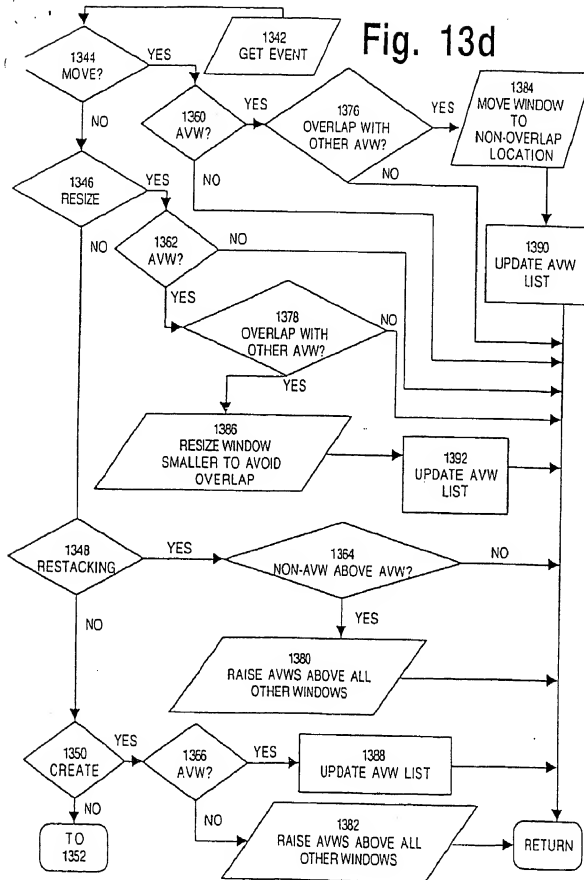 Fig. 13d
1342
GET EVENT
1344
MOVE?
YES
NO
1360
AVW?
YES
NO
1376
OVERLAP WITH
OTHER AVW?
YES
NO
1384
MOVE WINDOW
TO
NON-OVERLAP
LOCATION
1390
UPDATE AVW
LIST
1346
RESIZE
YES
NO
1362
AVW?
NO
YES
1378
OVERLAP WITH
OTHER AVW?
NO
YES
1386
RESIZE WINDOW
SMALLER TO AVOID
OVERLAP
1392
UPDATE AVW
LIST
1348
RESTACKING
YES
NO
1364
NON-AVW ABOVE AVW?
NO
YES
1380
RAISE AVWS ABOVE ALL
OTHER WINDOWS
1350
CREATE
YES
NO
1366
AVW?
YES
NO
1388
UPDATE AVW LIST
1382
RAISE AVWS ABOVE ALL
OTHER WINDOWS
TO
1352
RETURN